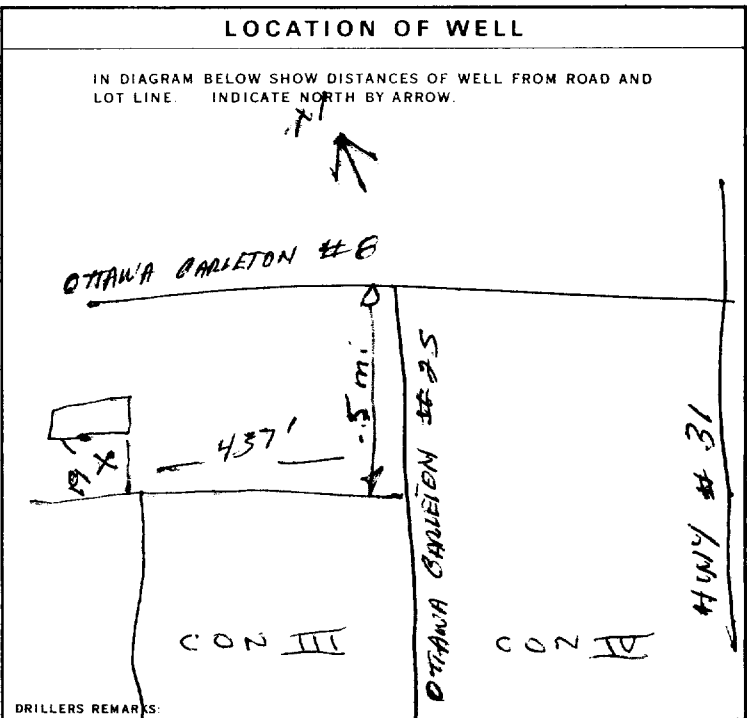 LOCATION OF WELL
IN DIAGRAM BELOW SHOW DISTANCES OF WELL FROM ROAD AND
LOT LINE. INDICATE NORTH BY ARROW.
OTTAWA CARLETON # 8
.5 mi.
OTTAWA CARLETON # 25
HWY # 31
437'
X
CON III
CON IV
DRILLERS REMARKS: